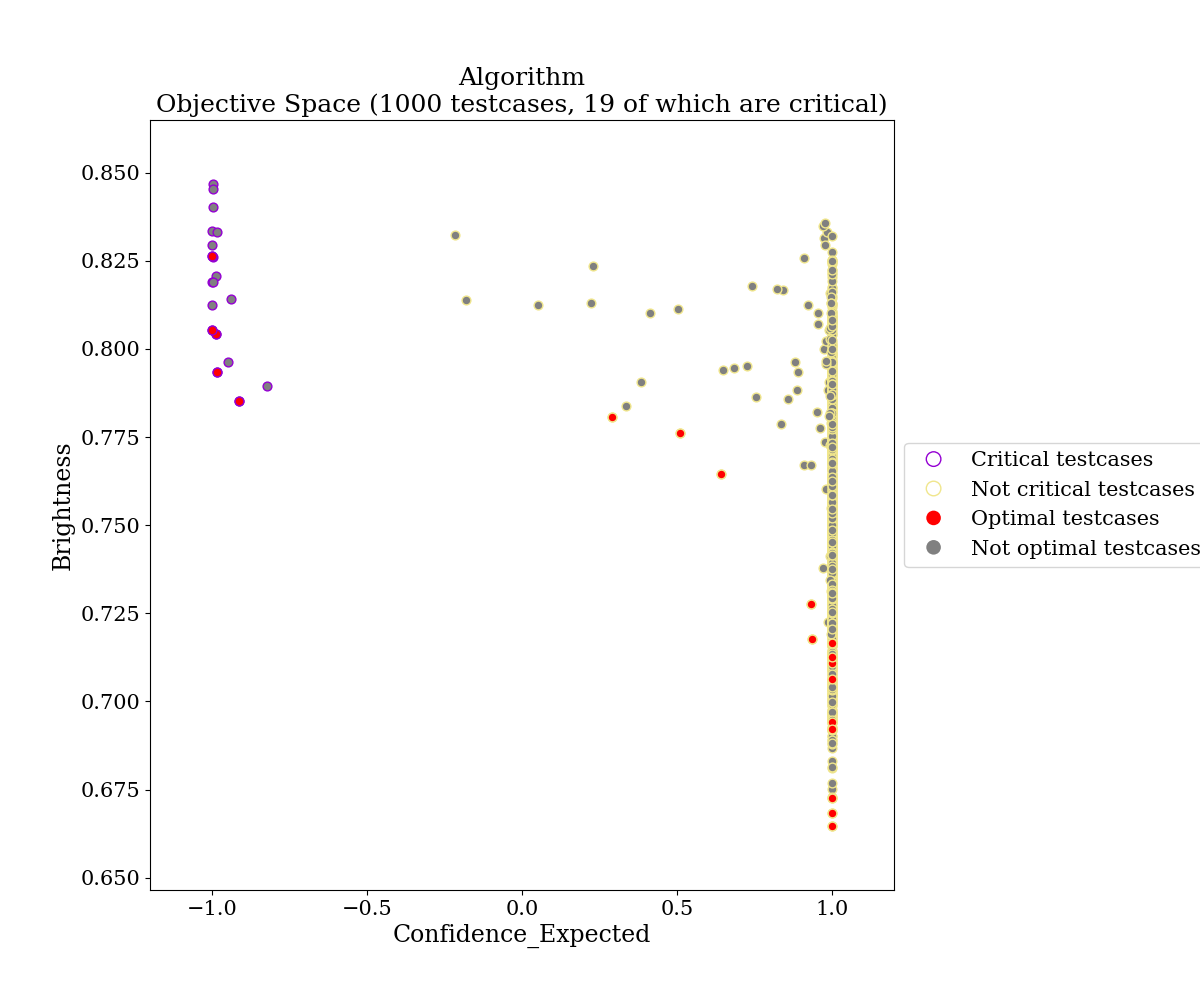 Algorithm
Objective Space (1000 testcases, 19 of which are critical)
0.850
0.825
0.800
0.775
0.750
0.725
0.700
0.675
0.650
Brightness
−1.0
−0.5
0.0
0.5
1.0
Confidence_Expected
Critical testcases
Not critical testcases
Optimal testcases
Not optimal testcases